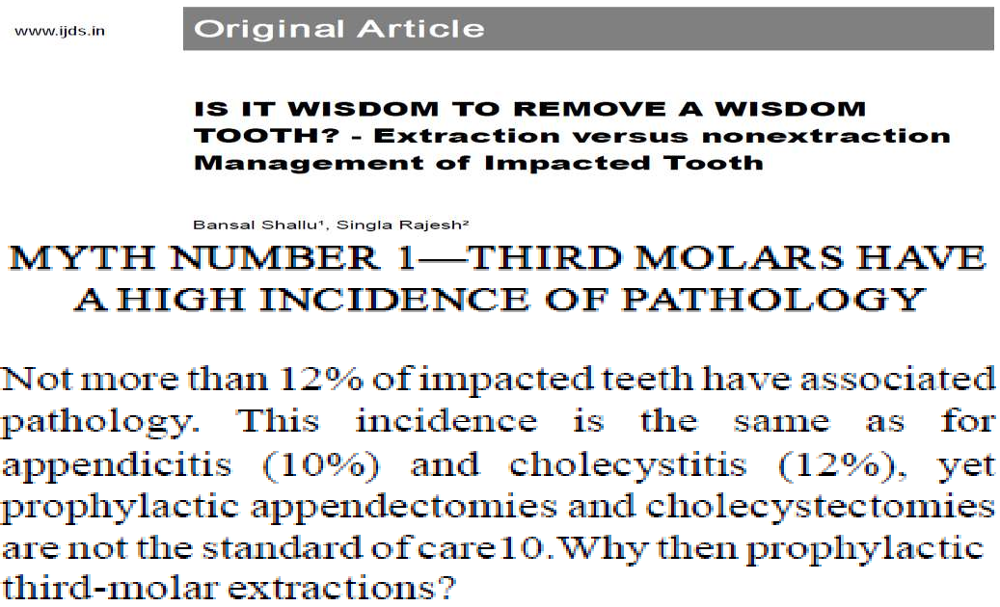 www.ijds.in
Original Article
IS IT WISDOM TO REMOVE A WISDOM
TOOTH? - Extraction versus nonextraction
Management of Impacted Tooth
Bansal Shallu¹, Singla Rajesh²
MYTH NUMBER 1—THIRD MOLARS HAVE
A HIGH INCIDENCE OF PATHOLOGY
Not more than 12% of impacted teeth have associated
pathology. This incidence is the same as for
appendicitis (10%) and cholecystitis (12%), yet
prophylactic appendectomies and cholecystectomies
are not the standard of care10. Why then prophylactic
third-molar extractions?